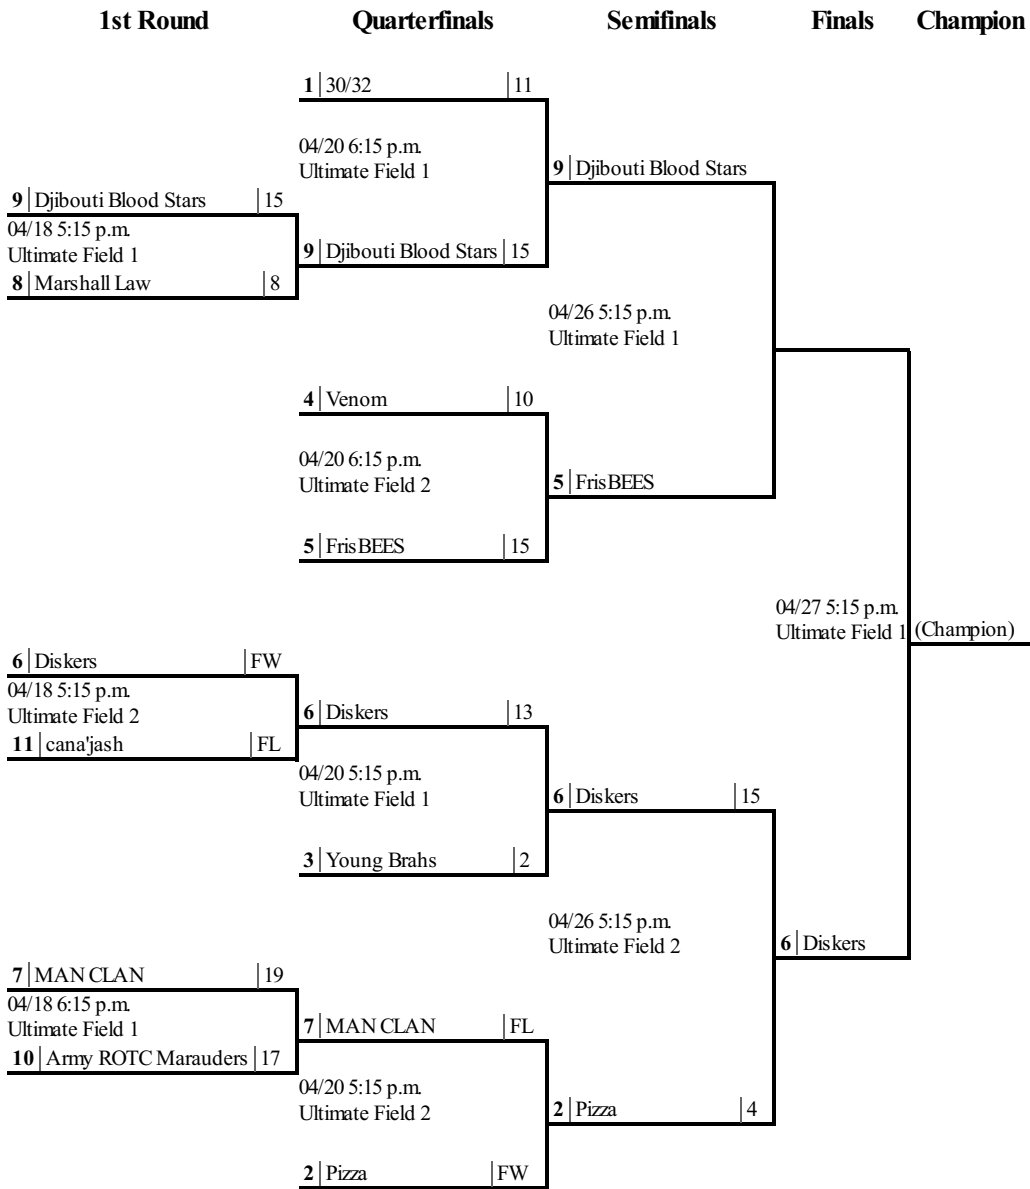 1st Round Quarterfinals Semifinals Finals Champion
1 30/32 11
04/20 6:15 p.m.
Ultimate Field 1
9 Djibouti Blood Stars
9 Djibouti Blood Stars 15
04/18 5:15 p.m.
Ultimate Field 1
9 Djibouti Blood Stars 15
8 Marshall Law 8
04/26 5:15 p.m.
Ultimate Field 1
4 Venom 10
04/20 6:15 p.m.
Ultimate Field 2
5 FrisBEES
5 FrisBEES 15
04/27 5:15 p.m.
Ultimate Field 1 (Champion)
6 Diskers FW
04/18 5:15 p.m.
Ultimate Field 2
6 Diskers 13
11 cana'jash FL
04/20 5:15 p.m.
Ultimate Field 1
6 Diskers 15
3 Young Brahs 2
04/26 5:15 p.m.
Ultimate Field 2
6 Diskers
7 MAN CLAN 19
04/18 6:15 p.m.
Ultimate Field 1
7 MAN CLAN FL
10 Army ROTC Marauders 17
04/20 5:15 p.m.
Ultimate Field 2
2 Pizza 4
2 Pizza FW